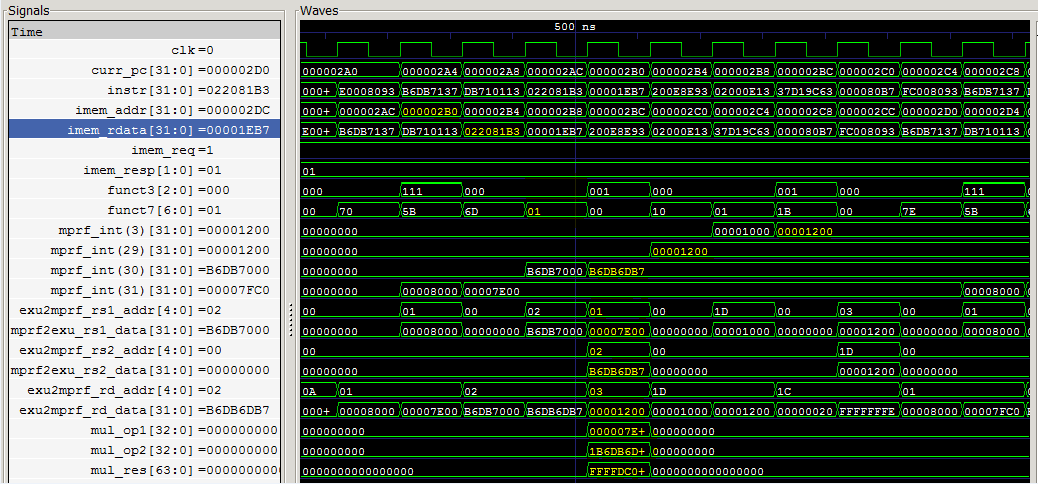 Signals Waves
Time 500 ns
clk=0
curr_pc[31:0]=000002D0 000002A0 000002A4 000002A8 000002AC 000002B0 000002B4 000002B8 000002BC 000002C0 000002C4 000002C8
instr[31:0]=022081B3 000+ E0008093 B6DB7137 DB710113 022081B3 00001EB7 200E8E93 02000E13 37D19C63 000080B7 FC008093 B6DB7137
imem_addr[31:0]=000002DC 000+ 000002AC 000002B0 000002B4 000002B8 000002BC 000002C0 000002C4 000002C8 000002CC 000002D0 000002D4
imem_rdata[31:0]=00001EB7 E00+ B6DB7137 DB710113 022081B3 00001EB7 200E8E93 02000E13 37D19C63 000080B7 FC008093 B6DB7137 DB710113
imem_req=1
imem_resp[1:0]=01 01
funct3[2:0]=000 000 111 000 001 000 001 000 111
funct7[6:0]=01 00 70 5B 6D 01 00 10 01 1B 00 7E 5B
mprf_int(3)[31:0]=00001200 00000000 00001000 00001200
mprf_int(29)[31:0]=00001200 00000000 00001200
mprf_int(30)[31:0]=B6DB7000 00000000 B6DB7000 B6DB6DB7
mprf_int(31)[31:0]=00007FC0 00000000 00008000 00007E00 00008000
exu2mprf_rs1_addr[4:0]=02 00 01 00 02 01 00 1D 00 03 00 01
mprf2exu_rs1_data[31:0]=B6DB7000 00000000 00008000 00000000 B6DB7000 00007E00 00000000 00001000 00000000 00001200 00000000 00008000
exu2mprf_rs2_addr[4:0]=00 00 02 00 1D 00
mprf2exu_rs2_data[31:0]=00000000 00000000 B6DB6DB7 00000000 00001200 00000000
exu2mprf_rd_addr[4:0]=02 0A 01 02 03 1D 1C 01
exu2mprf_rd_data[31:0]=B6DB6DB7 000+ 00008000 00007E00 B6DB7000 B6DB6DB7 00001200 00001000 00001200 00000020 FFFFFFFE 00008000 00007FC0
mul_op1[32:0]=000000000 00000000 000007E+ 000000000
mul_op2[32:0]=000000000 00000000 1B6DB6D+ 000000000
mul_res[63:0]=000000000 0000000000000000 FFFFDC0+ 0000000000000000